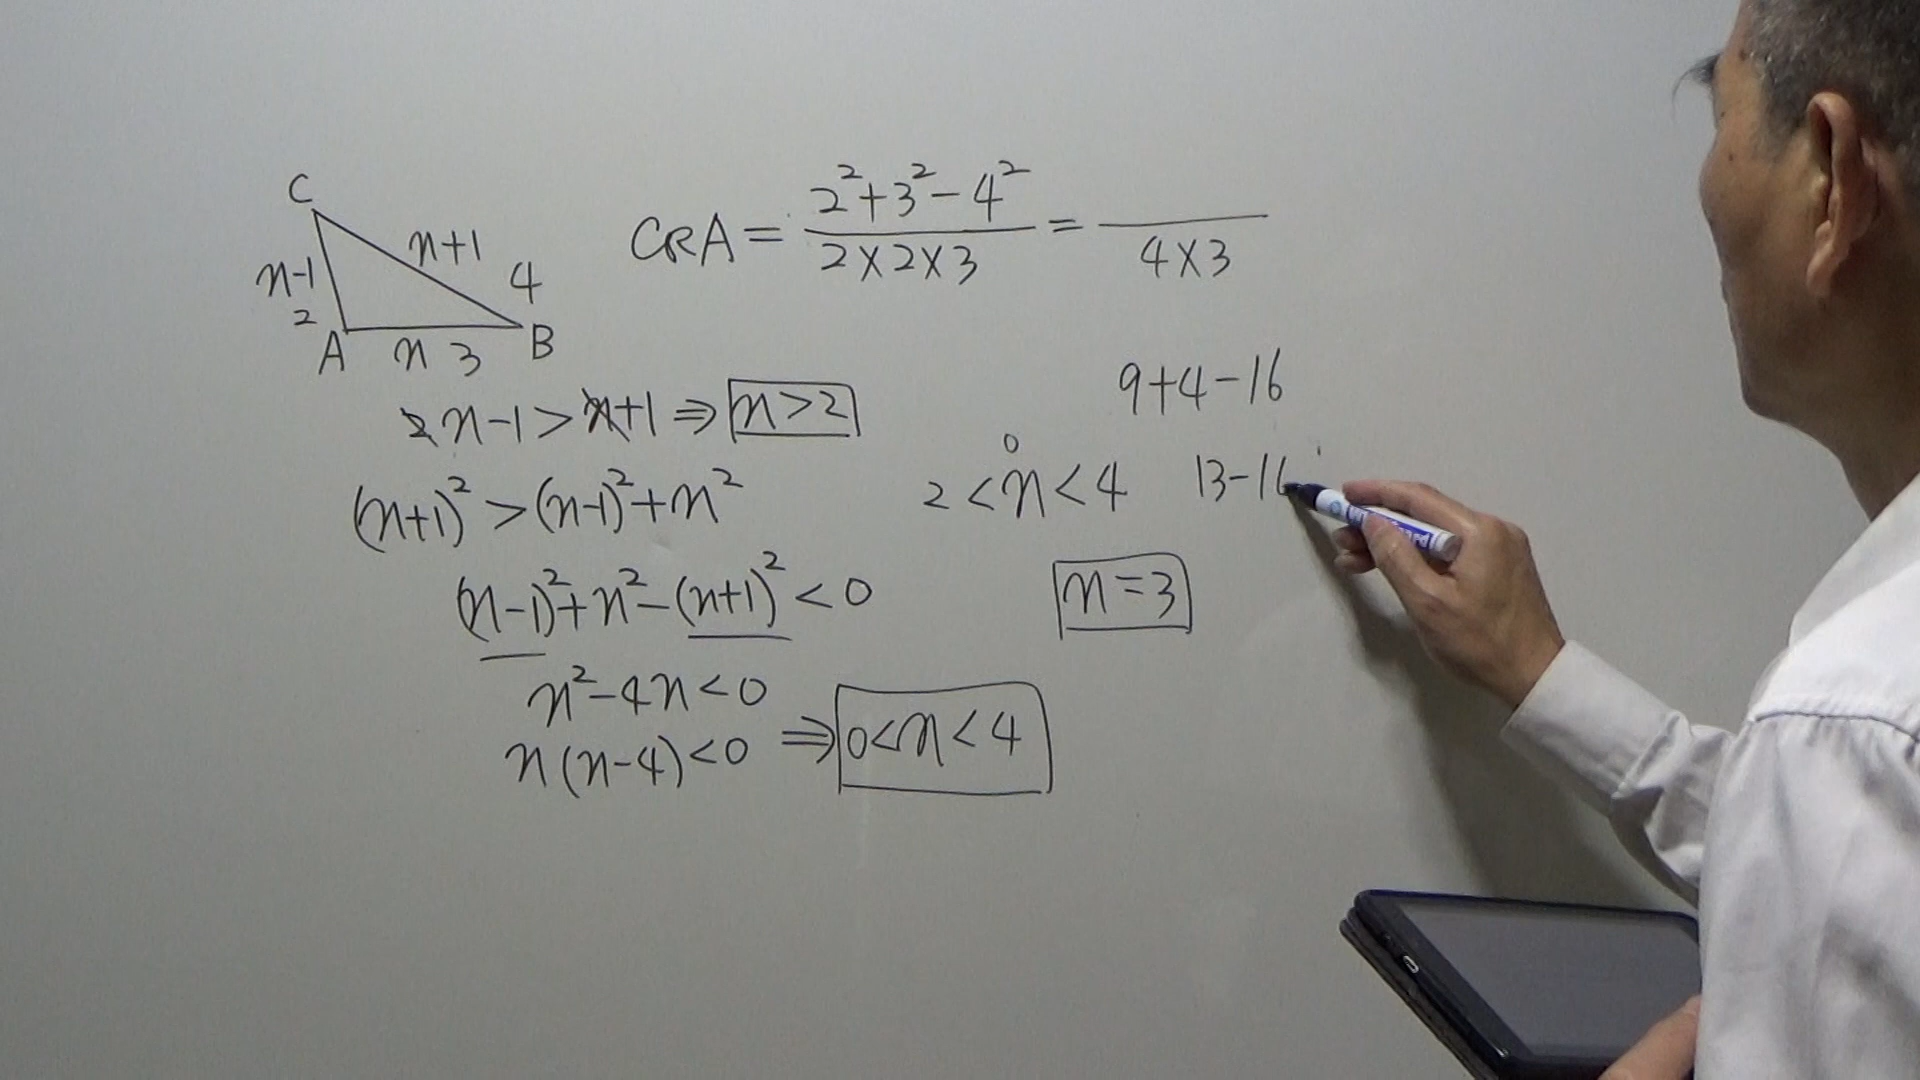 C
n+1
n-1
4
2
A
n 3
B
CRA = 2²+3²-4² / 2×2×3 = / 4×3
2n-1 > n+1 ⇒ n>2
(n+1)² > (n-1)²+n²
(n-1)²+n²-(n+1)² < 0
n²-4n<0
n(n-4)<0 ⇒ 0<n<4
9+4-16
0
2<n<4
13-16
n=3